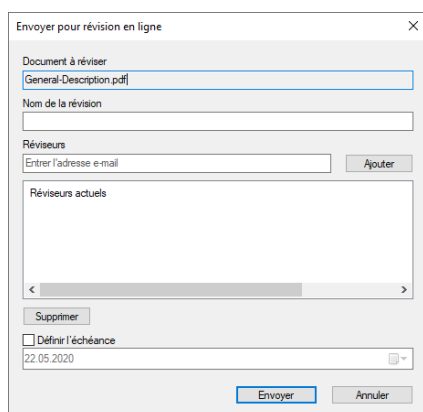 Envoyer pour révision en ligne
Document à réviser
General-Description.pdf
Nom de la révision
Réviseurs
Entrer l'adresse e-mail
Ajouter
Réviseurs actuels
Supprimer
Définir l'échéance
22.05.2020
Envoyer
Annuler